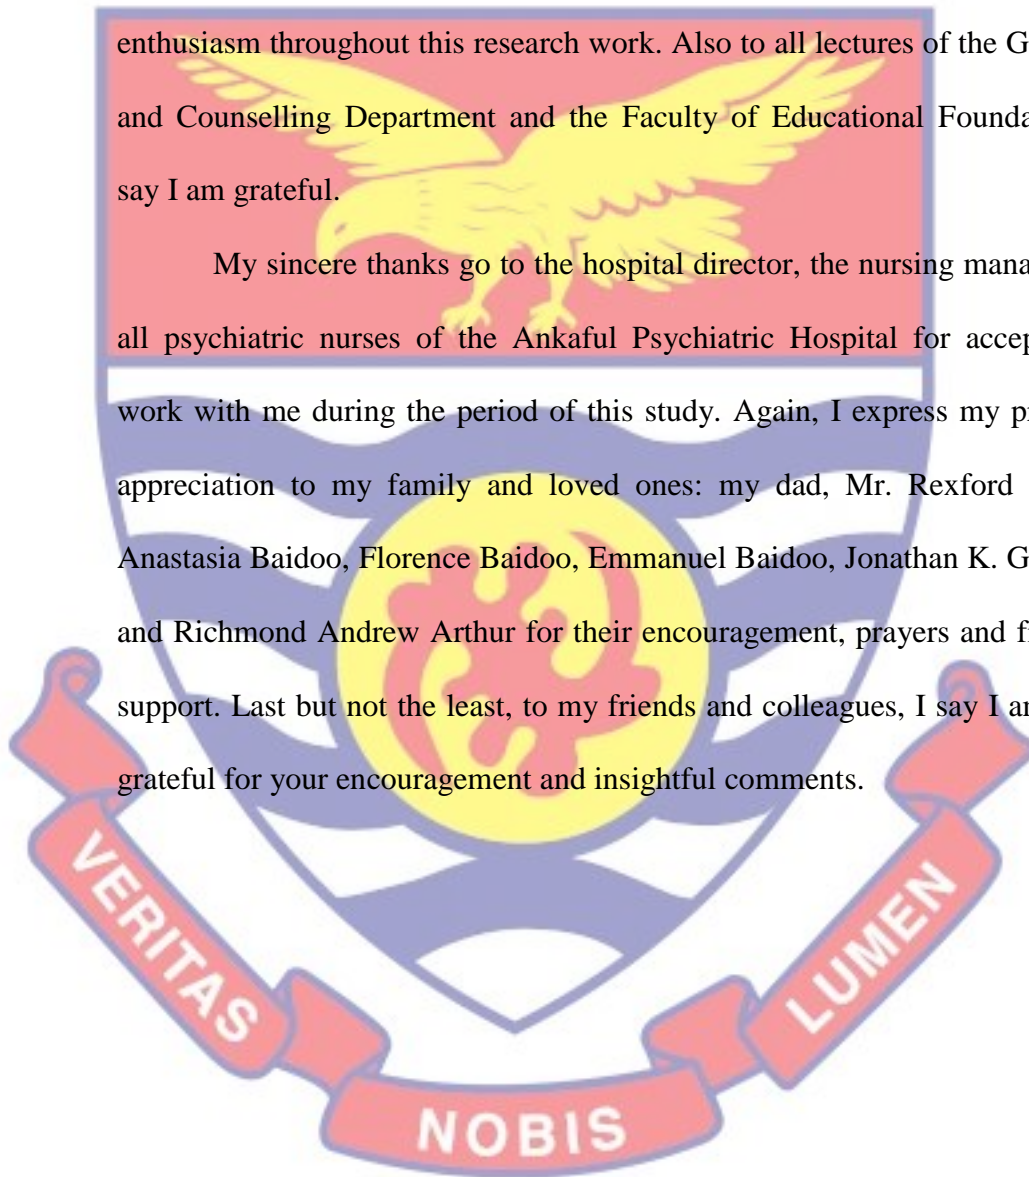 enthusiasm throughout this research work. Also to all lectures of the G
and Counselling Department and the Faculty of Educational Founda
say I am grateful.
My sincere thanks go to the hospital director, the nursing mana
all psychiatric nurses of the Ankaful Psychiatric Hospital for accep
work with me during the period of this study. Again, I express my p
appreciation to my family and loved ones: my dad, Mr. Rexford
Anastasia Baidoo, Florence Baidoo, Emmanuel Baidoo, Jonathan K. G
and Richmond Andrew Arthur for their encouragement, prayers and f
support. Last but not the least, to my friends and colleagues, I say I a
grateful for your encouragement and insightful comments.
VERITAS
NOBIS
LUMEN